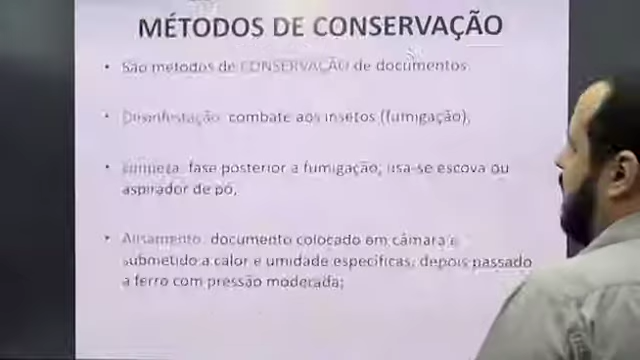 MÉTODOS DE CONSERVAÇÃO
• São métodos de CONSERVAÇÃO de documentos:
• Desinfestação: combate aos insetos (fumigação);
• Limpeza: fase posterior a fumigação; usa-se escova ou
aspirador de pó;
• Alisamento: documento colocado em câmara e
submetido a calor e umidade específicas, depois passado
a ferro com pressão moderada;